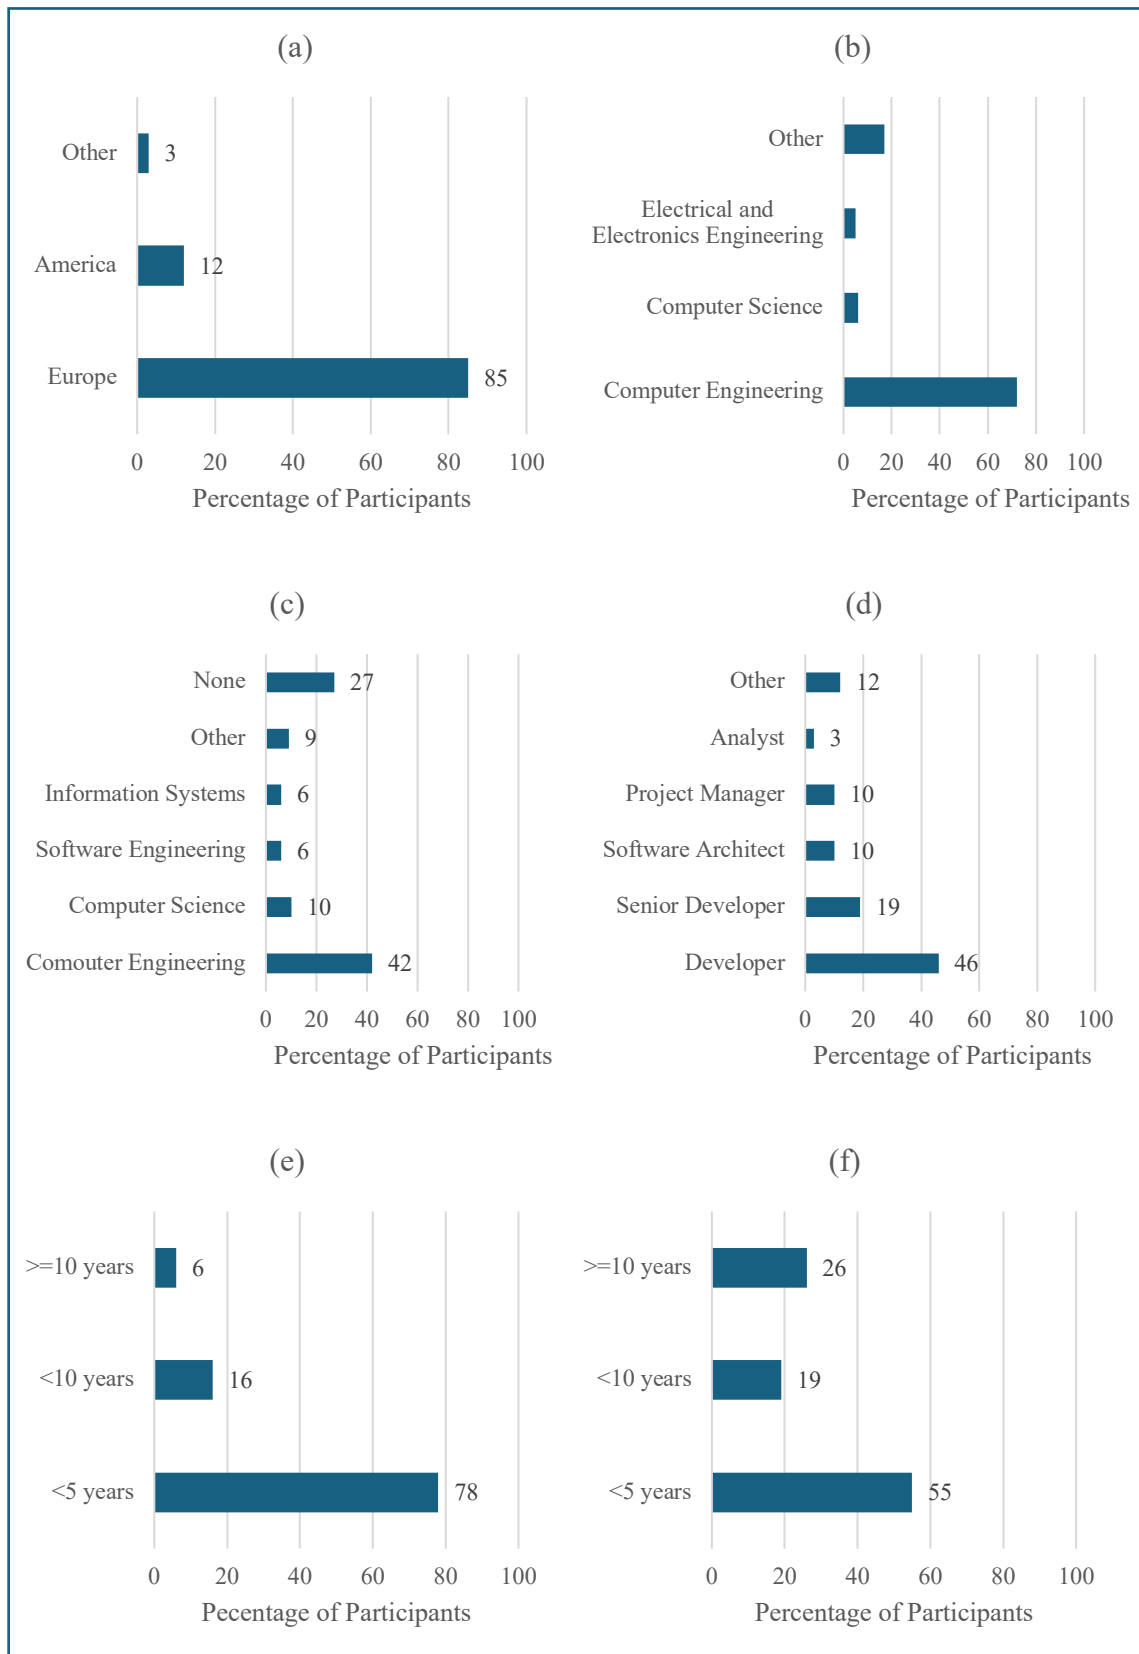 (a)
Other
3
America
12
Europe
85
0 20 40 60 80 100
Percentage of Participants
(b)
Other
Electrical and
Electronics Engineering
Computer Science
Computer Engineering
0 20 40 60 80 100
Percentage of Participants
(c)
None
27
Other
9
Information Systems
6
Software Engineering
6
Computer Science
10
Comouter Engineering
42
0 20 40 60 80 100
Percentage of Participants
(d)
Other
12
Analyst
3
Project Manager
10
Software Architect
10
Senior Developer
19
Developer
46
0 20 40 60 80 100
Percentage of Participants
(e)
>=10 years
6
<10 years
16
<5 years
78
0 20 40 60 80 100
Pecentage of Participants
(f)
>=10 years
26
<10 years
19
<5 years
55
0 20 40 60 80 100
Percentage of Participants